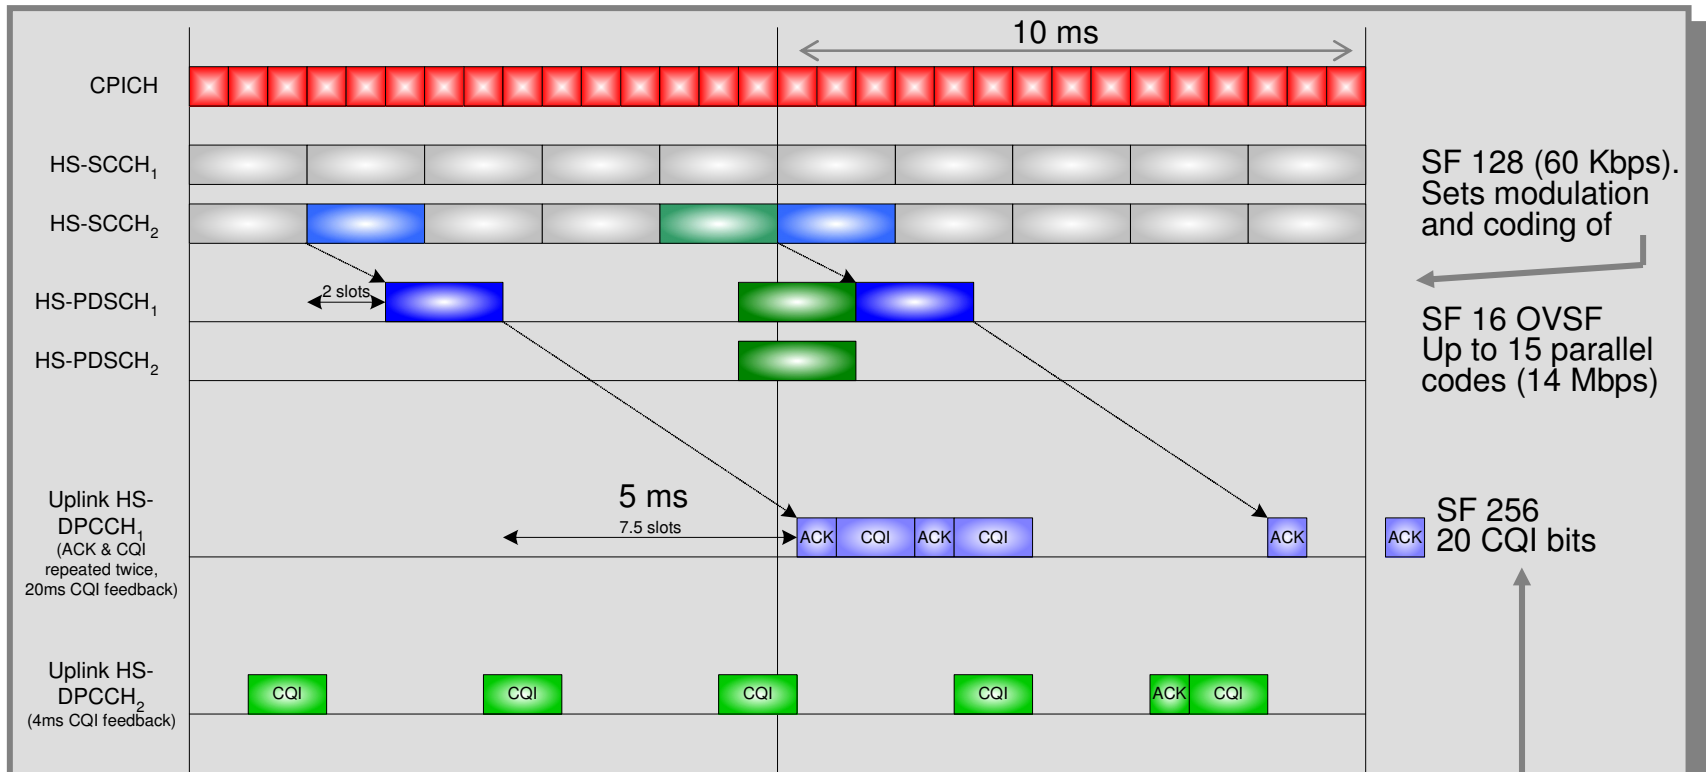 10 ms
CPICH
HS-SCCH1
SF 128 (60 Kbps).
Sets modulation
and coding of
HS-SCCH2
2 slots
HS-PDSCH1
SF 16 OVSF
Up to 15 parallel
codes (14 Mbps)
HS-PDSCH2
Uplink HS-
DPCCH1
(ACK & CQI
repeated twice,
20ms CQI feedback)
5 ms
7.5 slots
ACK CQI ACK CQI ACK ACK
SF 256
20 CQI bits
Uplink HS-
DPCCH2
(4ms CQI feedback)
CQI CQI CQI CQI ACK CQI